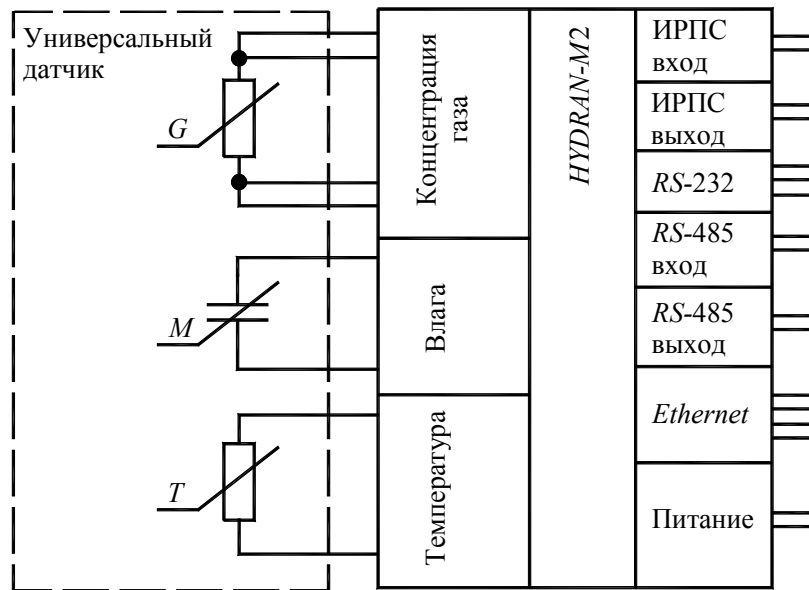 Универсальный
датчик
G
M
T
Концентрация
газа
Влага
Температура
HYDRAN-M2
ИРПС
вход
ИРПС
выход
RS-232
RS-485
вход
RS-485
выход
Ethernet
Питание